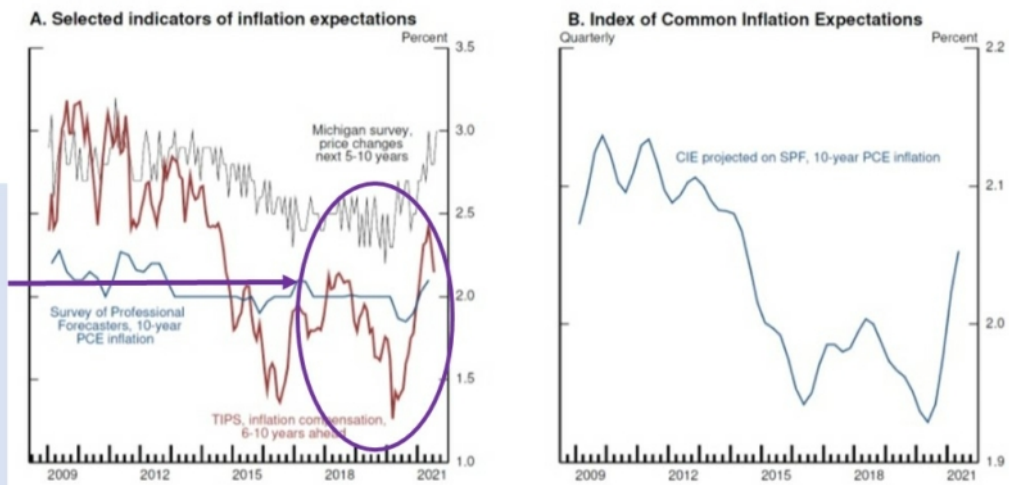 A. Selected indicators of inflation expectations
Percent
3.5
3.0
2.5
2.0
1.5
1.0
Michigan survey,
price changes
next 5-10 years
Survey of Professional
Forecasters, 10-year
PCE inflation
TIPS, inflation compensation,
6-10 years ahead
2009 2012 2015 2018 2021
B. Index of Common Inflation Expectations
Quarterly Percent
2.2
2.1
2.0
1.9
CIE projected on SPF, 10-year PCE inflation
2009 2012 2015 2018 2021